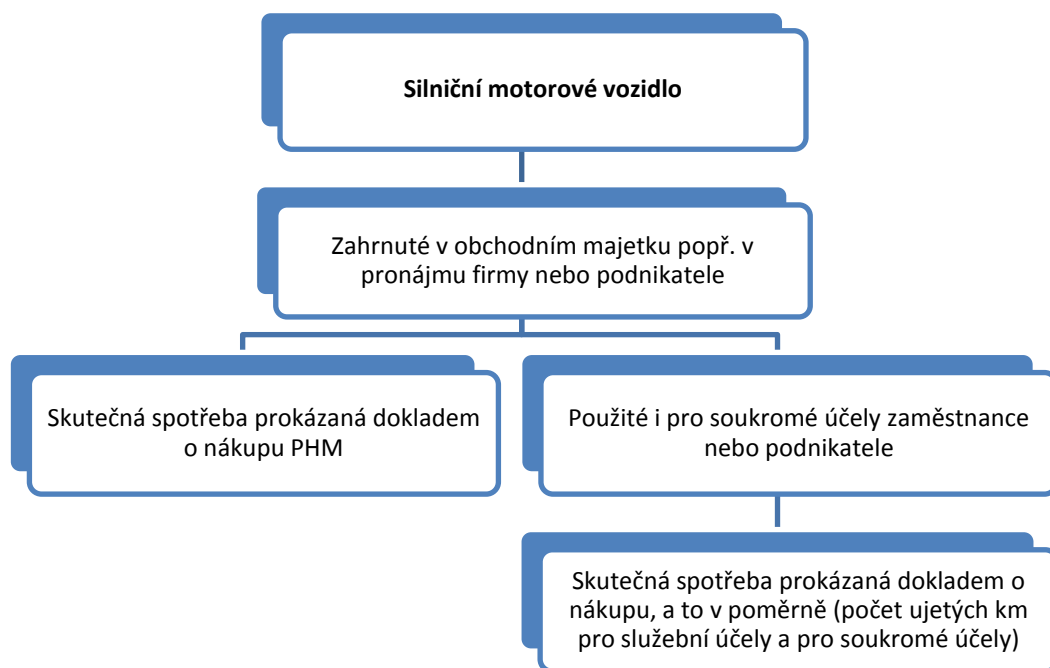 Silniční motorové vozidlo
Zahrnuté v obchodním majetku popř. v
pronájmu firmy nebo podnikatele
Skutečná spotřeba prokázaná dokladem
o nákupu PHM
Použité i pro soukromé účely zaměstnance
nebo podnikatele
Skutečná spotřeba prokázaná dokladem o
nákupu, a to v poměrně (počet ujetých km
pro služební účely a pro soukromé účely)